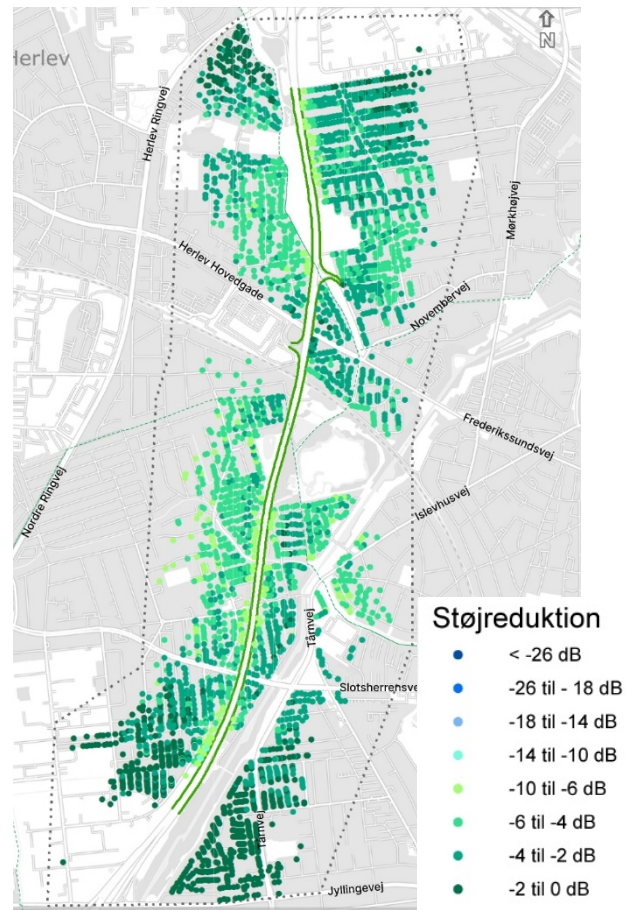 N
Herlev
Herlev Ringvej
Mørkhøjvej
Herlev Hovedgade
Novembervej
Frederikssundsvej
Nordre Ringvej
Islevhusvej
Tårnvej
Slotsherrensve
Tårnvej
Jyllingevej
Støjreduktion
< -26 dB
-26 til - 18 dB
-18 til -14 dB
-14 til -10 dB
-10 til -6 dB
-6 til -4 dB
-4 til -2 dB
-2 til 0 dB